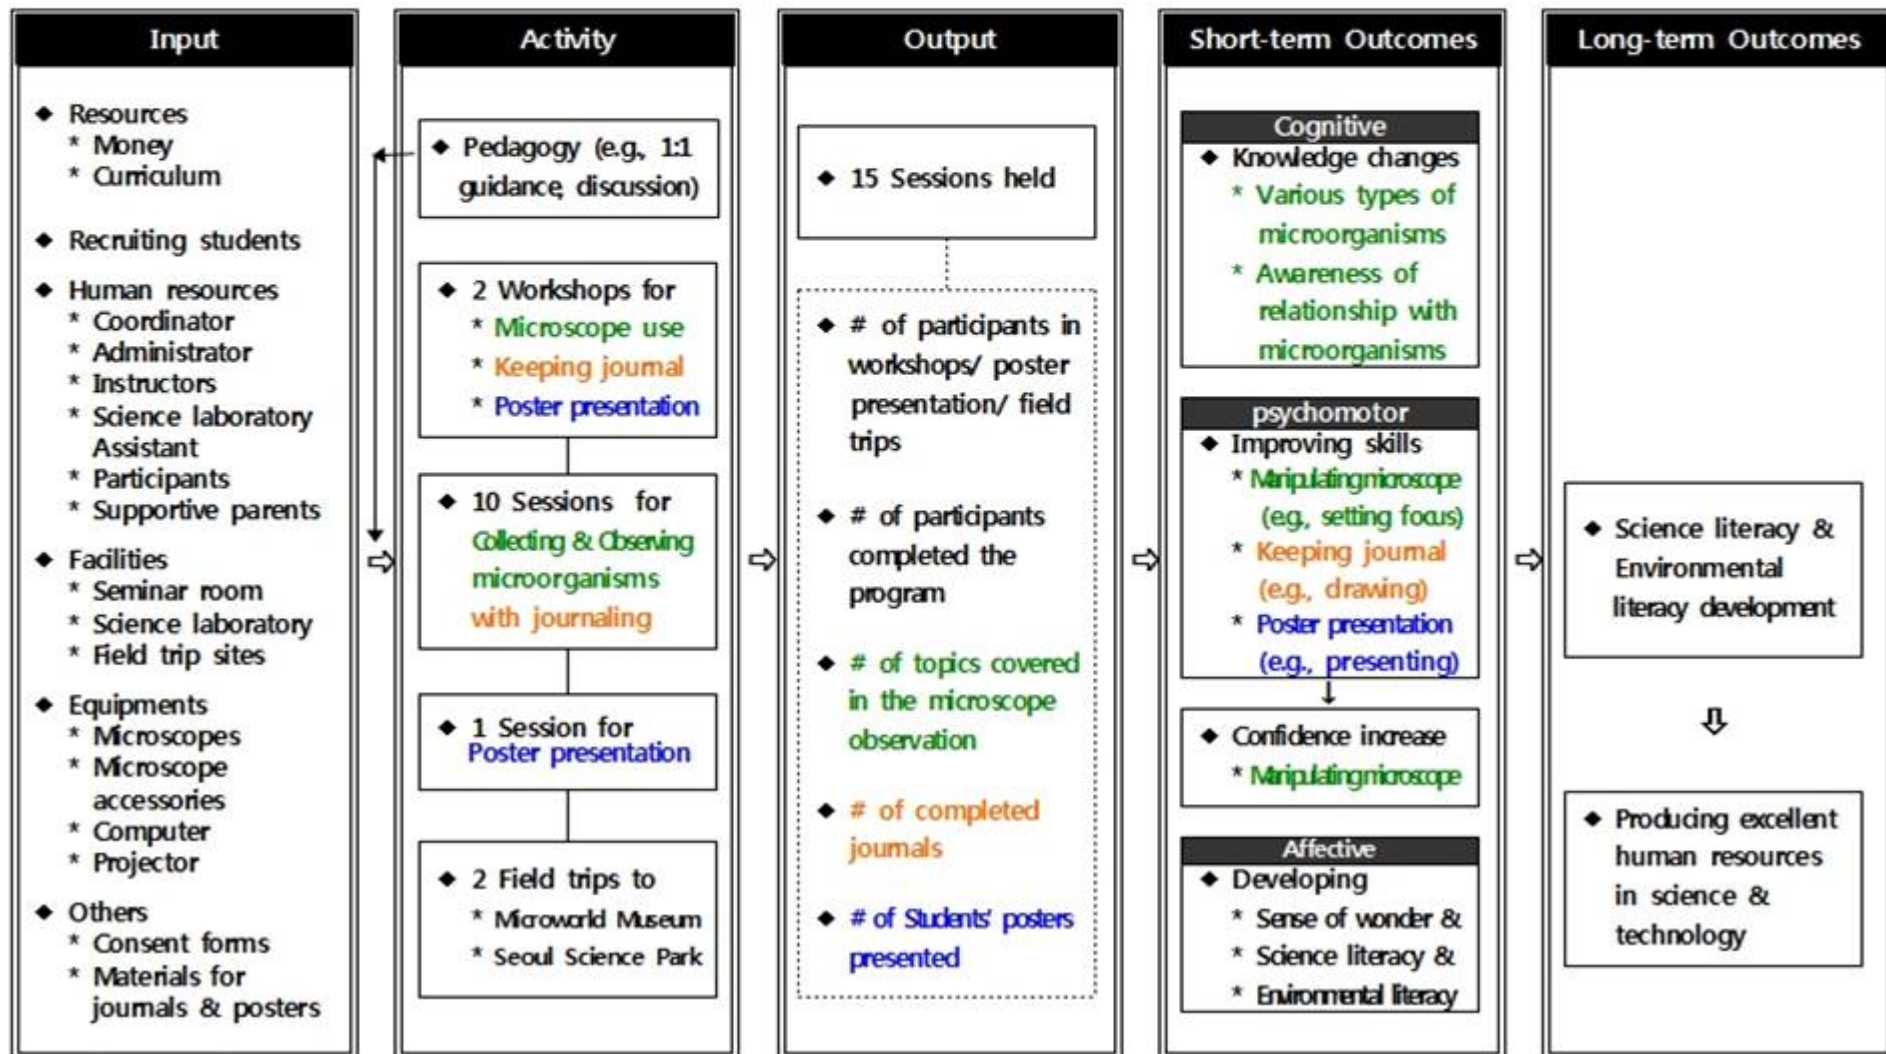 Input
◆ Resources
* Money
* Curriculum
◆ Recruiting students
◆ Human resources
* Coordinator
* Administrator
* Instructors
* Science laboratory
Assistant
* Participants
* Supportive parents
◆ Facilities
* Seminar room
* Science laboratory
* Field trip sites
◆ Equipments
* Microscopes
* Microscope
accessories
* Computer
* Projector
◆ Others
* Consent forms
* Materials for
journals & posters
Activity
◆ Pedagogy (e.g., 1:1
guidance, discussion)
◆ 2 Workshops for
* Microscope use
* Keeping journal
* Poster presentation
◆ 10 Sessions for
Collecting & Observing
microorganisms
with journaling
◆ 1 Session for
Poster presentation
◆ 2 Field trips to
* Microworld Museum
* Seoul Science Park
Output
◆ 15 Sessions held
◆ # of participants in
workshops/ poster
presentation/ field
trips
◆ # of participants
completed the
program
◆ # of topics covered
in the microscope
observation
◆ # of completed
journals
◆ # of Students' posters
presented
Short-term Outcomes
Cognitive
◆ Knowledge changes
* Various types of
microorganisms
* Awareness of
relationship with
microorganisms
psychomotor
◆ Improving skills
* Manipulating microscope
(e.g., setting focus)
* Keeping journal
(e.g., drawing)
* Poster presentation
(e.g., presenting)
◆ Confidence increase
* Manipulating microscope
Affective
◆ Developing
* Sense of wonder &
* Science literacy &
* Environmental literacy
Long-term Outcomes
◆ Science literacy &
Environmental
literacy development
◆ Producing excellent
human resources
in science &
technology